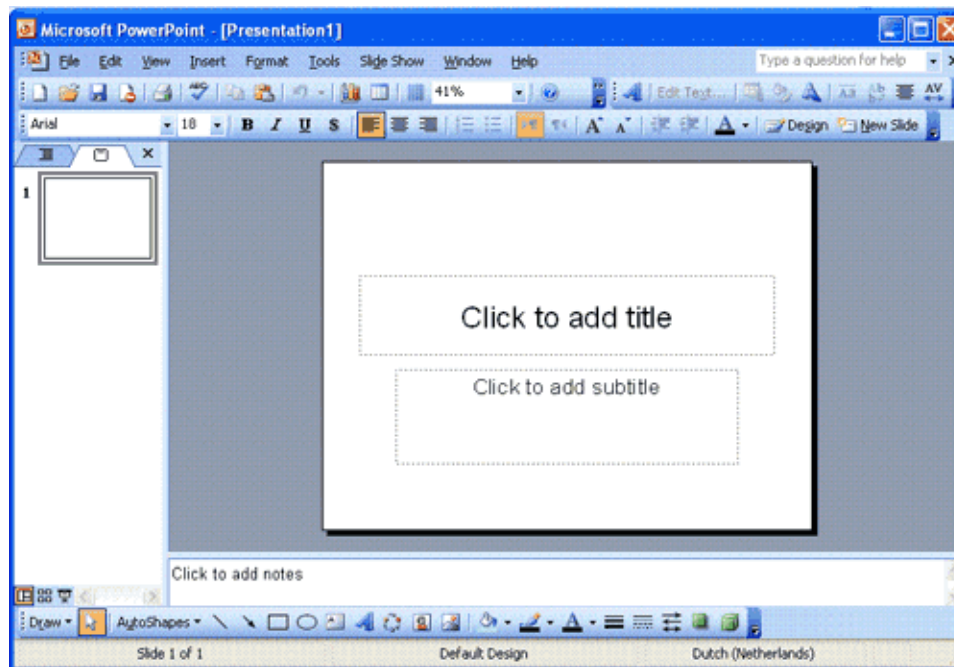 Microsoft PowerPoint - [Presentation1]
File Edit View Insert Format Tools Slide Show Window Help Type a question for help
41% Edit Text... Aa AV
Arial 18 B I U S A A A Design New Slide
1
Click to add title
Click to add subtitle
Click to add notes
Draw AutoShapes A
Slide 1 of 1 Default Design Dutch (Netherlands)